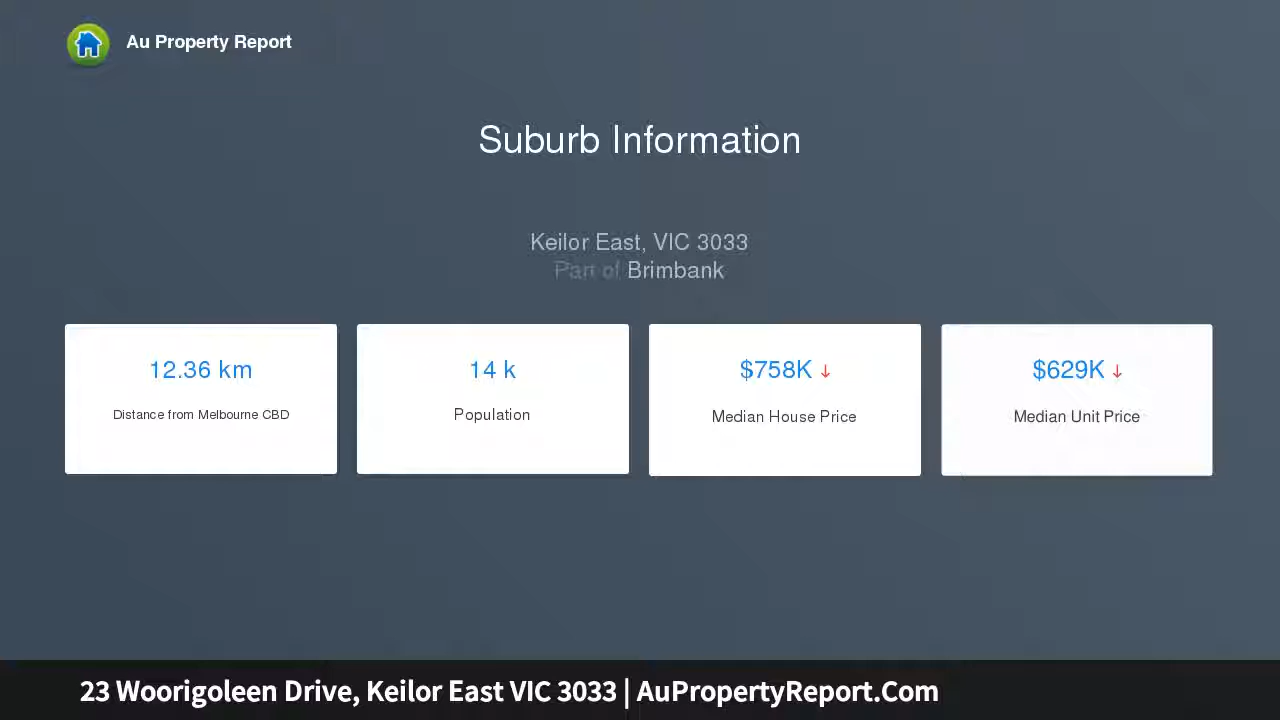 Au Property Report
Suburb Information
Keilor East, VIC 3033
Part of Brimbank
12.36 km
Distance from Melbourne CBD
14 k
Population
$758K ↓
Median House Price
$629K ↓
Median Unit Price
23 Woorigoleen Drive, Keilor East VIC 3033 | AuPropertyReport.Com